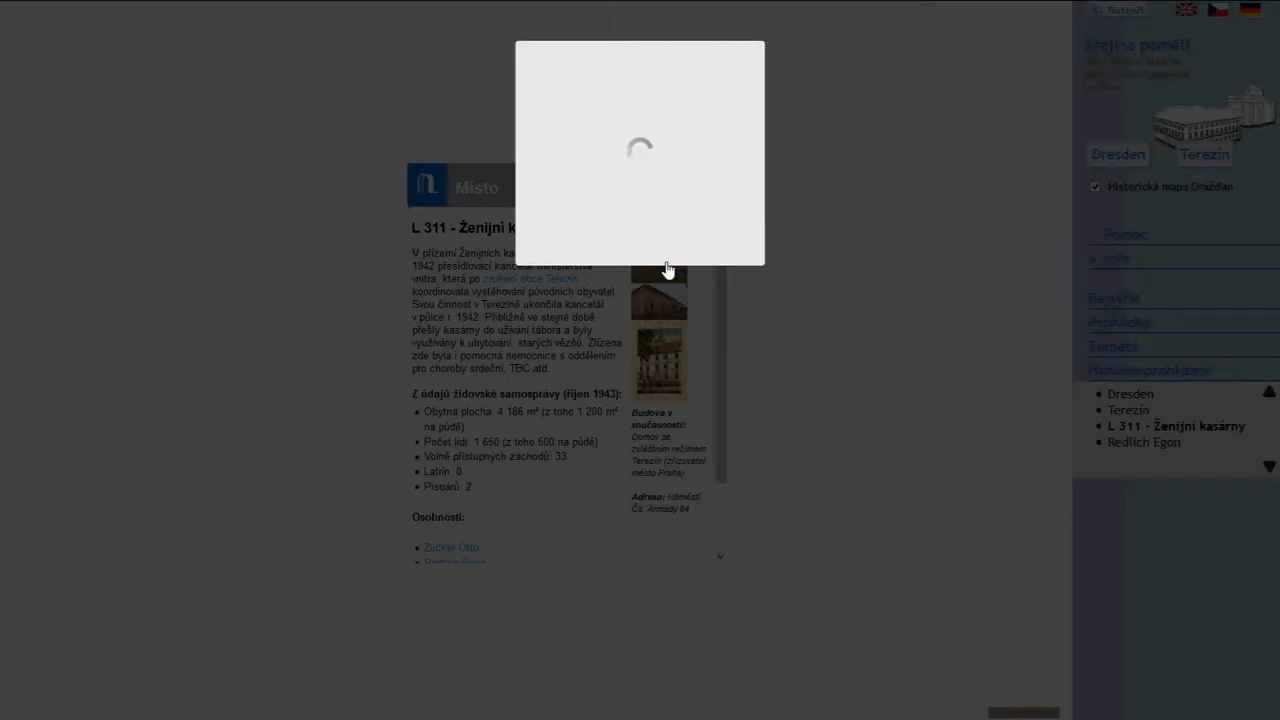 Místo
L 311 - Ženijní k
V přízemí Ženijních ka
1942 přesídlovací kancelář ministerstva
vnitra, která po zrušení obce Terezín
koordinovala vystěhování původních obyvatel
Svou činnost v Terezíně ukončila kancelář
v půlce r. 1942. Přibližně ve stejné době
přešly kasárny do užívání tábora a byly
využívány k ubytování starých vězňů. Zřízena
zde byla i pomocná nemocnice s oddělením
pro choroby srdeční, TBC atd.
Z údajů židovské samosprávy (říjen 1943):
Obytná plocha: 4 186 m² (z toho 1 200 m²
na půdě)
Počet lidí: 1 650 (z toho 500 na půdě)
Volně přístupných záchodů: 33
Latrín: 0
Pisoárů: 2
Osobnosti:
Zucker Otto
Redlich Egon
Budova v
současnosti:
Domov se
zvláštním režimem
Terezín (zřizovatel:
město Praha)
Adresa: Náměstí
Čs. Armády 84
Krajina paměti
Dresden
Terezín
Historická mapa Drážďan
Pomoc
Info
Rejstřík
Prohlídky
Témata
Historie prohlížení
Dresden
Terezín
L 311 - Ženijní kasárny
Redlich Egon